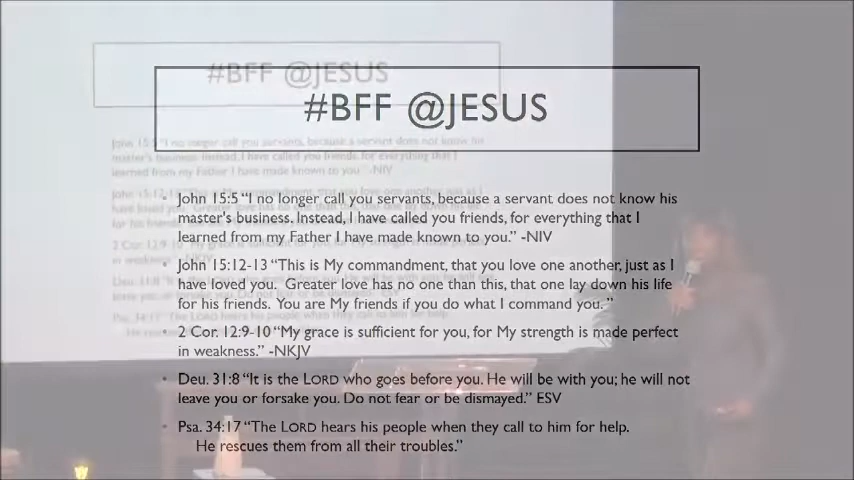 #BFF @JESUS
John 15:5 “I no longer call you servants, because a servant does not know his
master's business. Instead, I have called you friends, for everything that I
learned from my Father I have made known to you.” -NIV
John 15:12-13 “This is My commandment, that you love one another, just as I
have loved you. Greater love has no one than this, that one lay down his life
for his friends. You are My friends if you do what I command you. ”
2 Cor. 12:9-10 “My grace is sufficient for you, for My strength is made perfect
in weakness.” -NKJV
Deu. 31:8 “It is the LORD who goes before you. He will be with you; he will not
leave you or forsake you. Do not fear or be dismayed.” ESV
Psa. 34:17 “The LORD hears his people when they call to him for help.
He rescues them from all their troubles.”
#BFF @JESUS